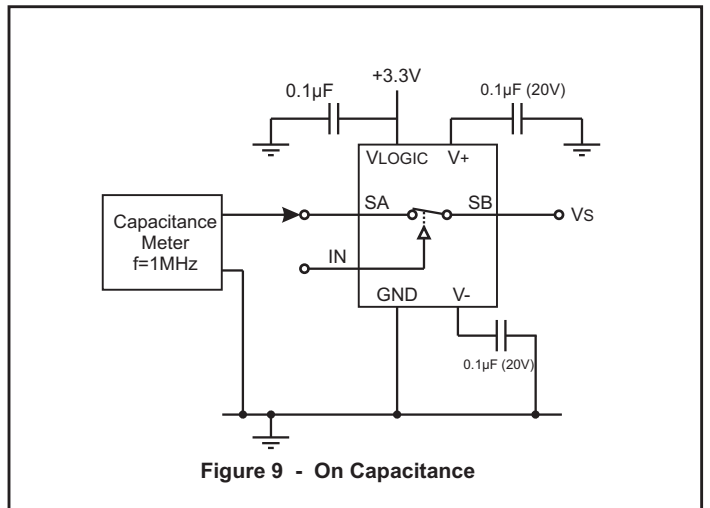 +3.3V
0.1µF
0.1µF (20V)
VLOGIC V+
SA
SB
VS
Capacitance
Meter
f=1MHz
IN
GND
V-
0.1µF (20V)
Figure 9 - On Capacitance